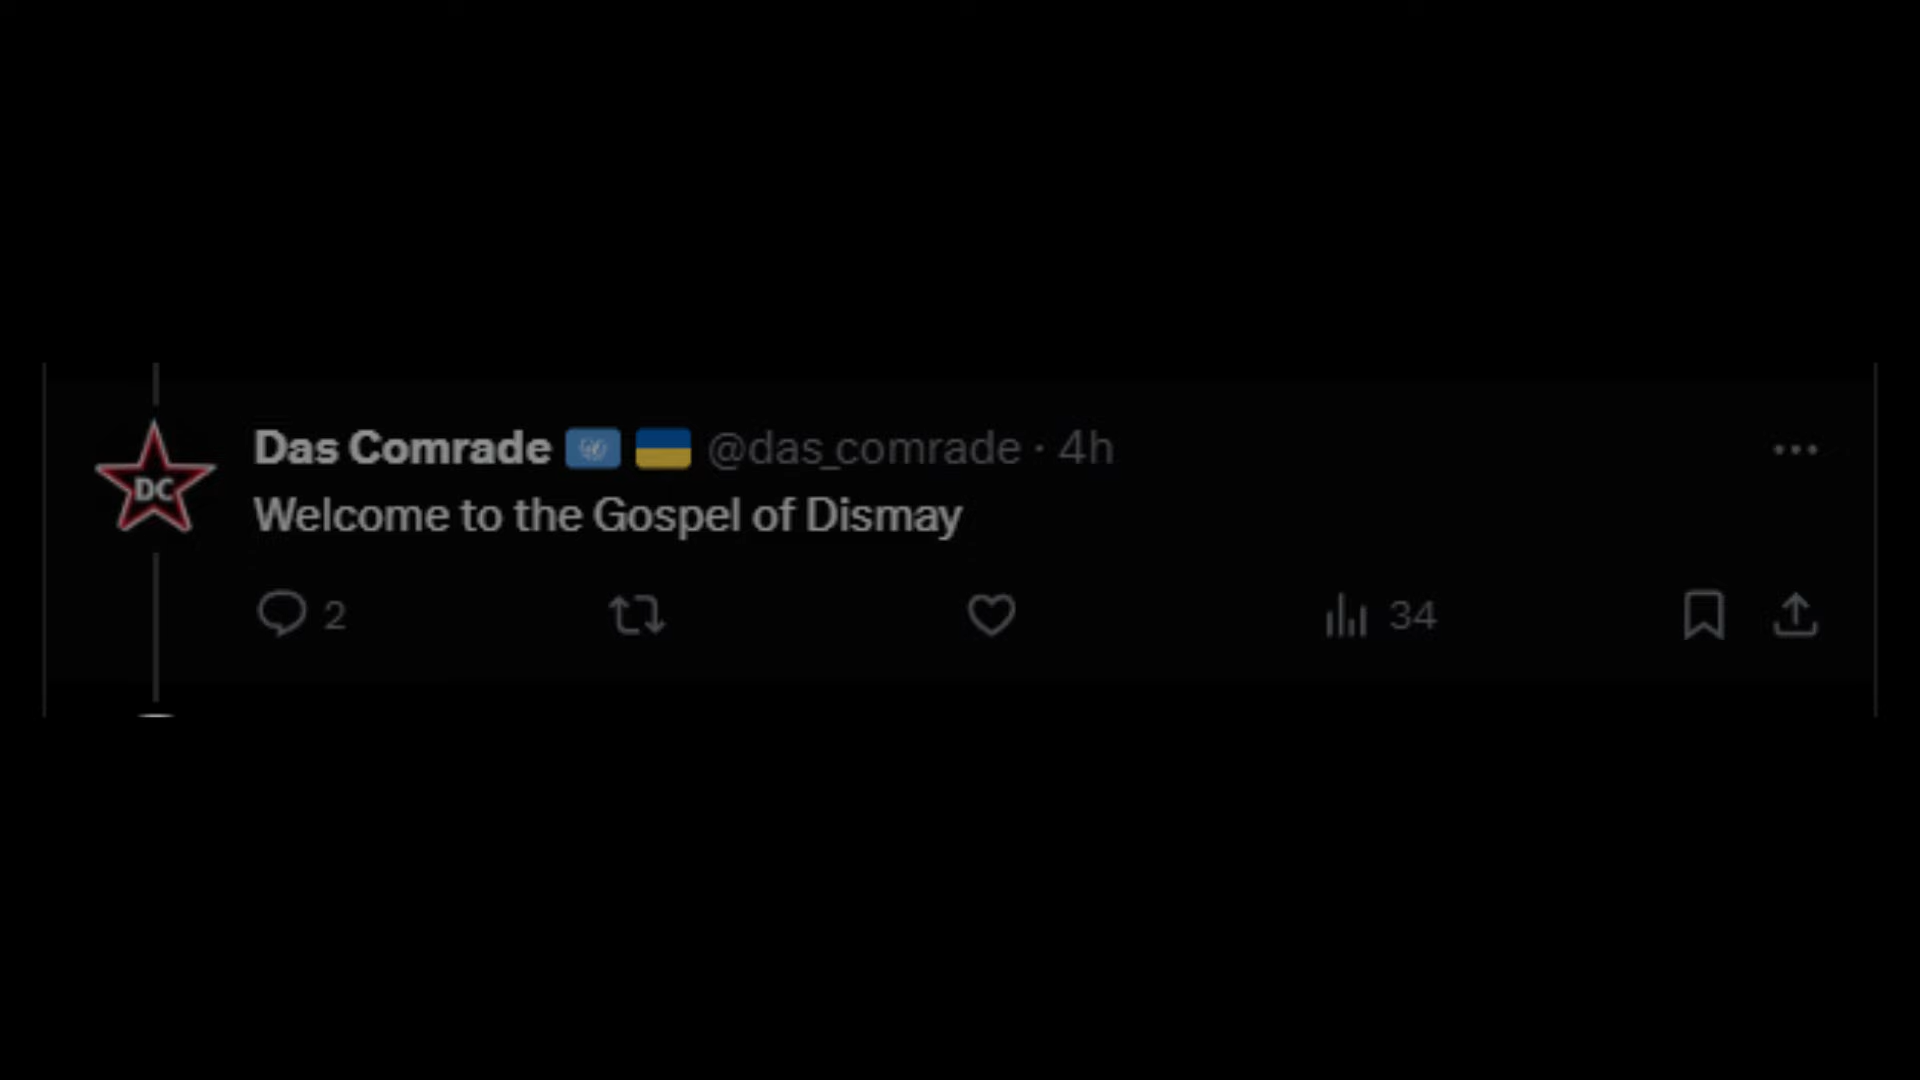 Das Comrade 🇺🇳 🇺🇦 @das_comrade · 4h
DC
Welcome to the Gospel of Dismay
2 34